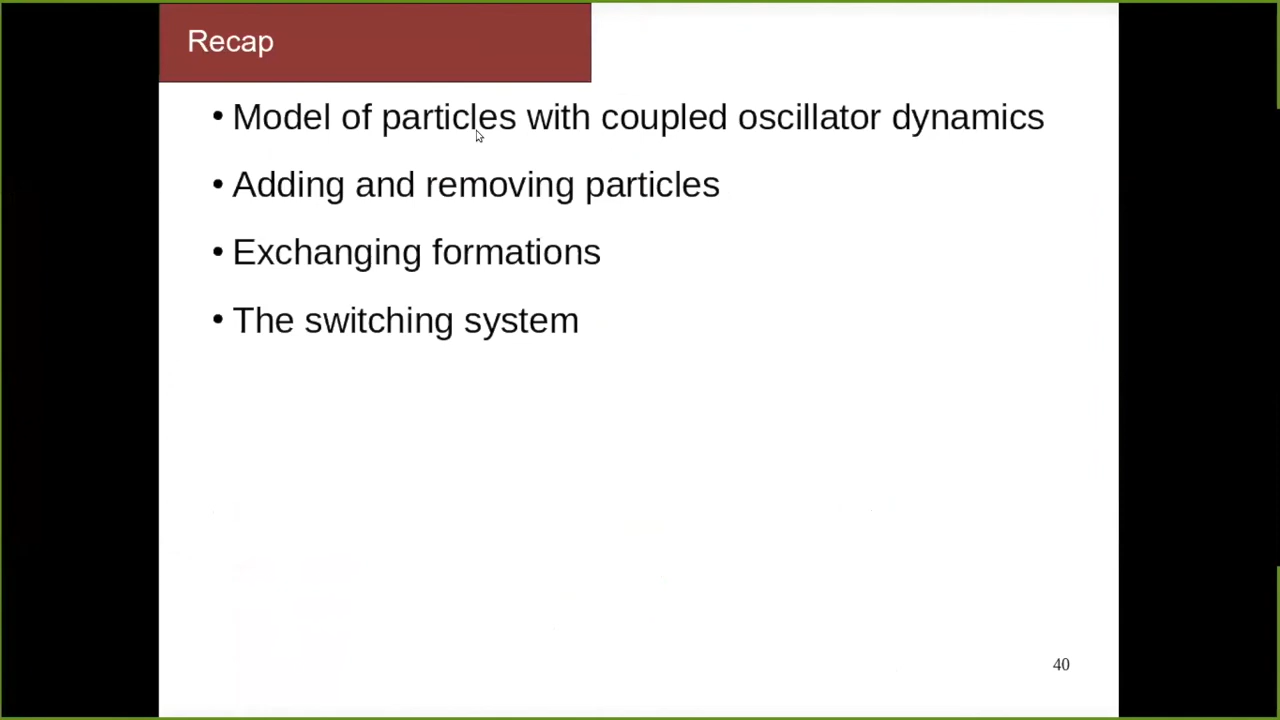 Recap
• Model of particles with coupled oscillator dynamics
• Adding and removing particles
• Exchanging formations
• The switching system
40